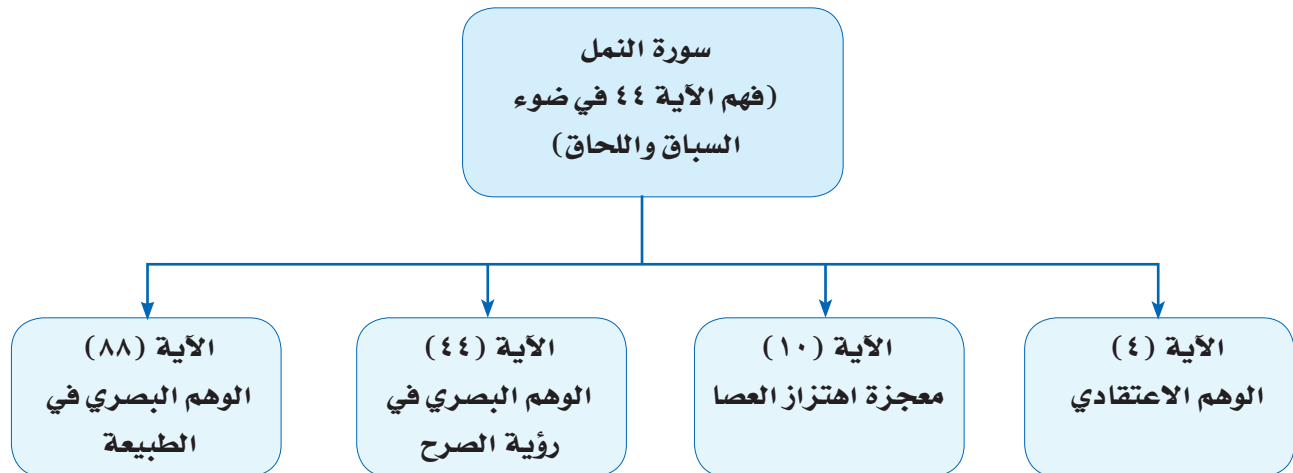 سورة النمل
(فهم الآية ٤٤ في ضوء
السباق واللحاق)
الآية (٤)
الوهم الاعتقادي
الآية (١٠)
معجزة اهتزاز العصا
الآية (٤٤)
الوهم البصري في
رؤية الصرح
الآية (٨٨)
الوهم البصري في
الطبيعة